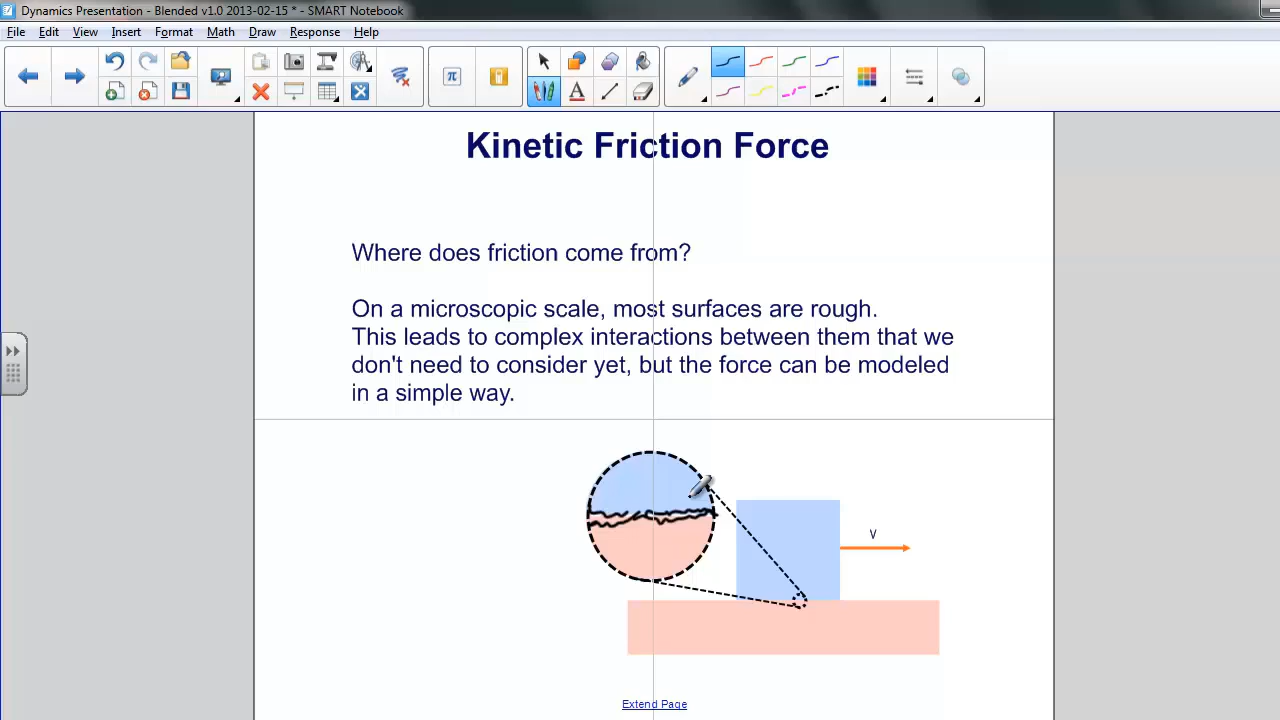 Dynamics Presentation - Blended v1.0 2013-02-15 * - SMART Notebook
File Edit View Insert Format Math Draw Response Help
π
A
Kinetic Friction Force
Where does friction come from?
On a microscopic scale, most surfaces are rough.
This leads to complex interactions between them that we
don't need to consider yet, but the force can be modeled
in a simple way.
v
Extend Page